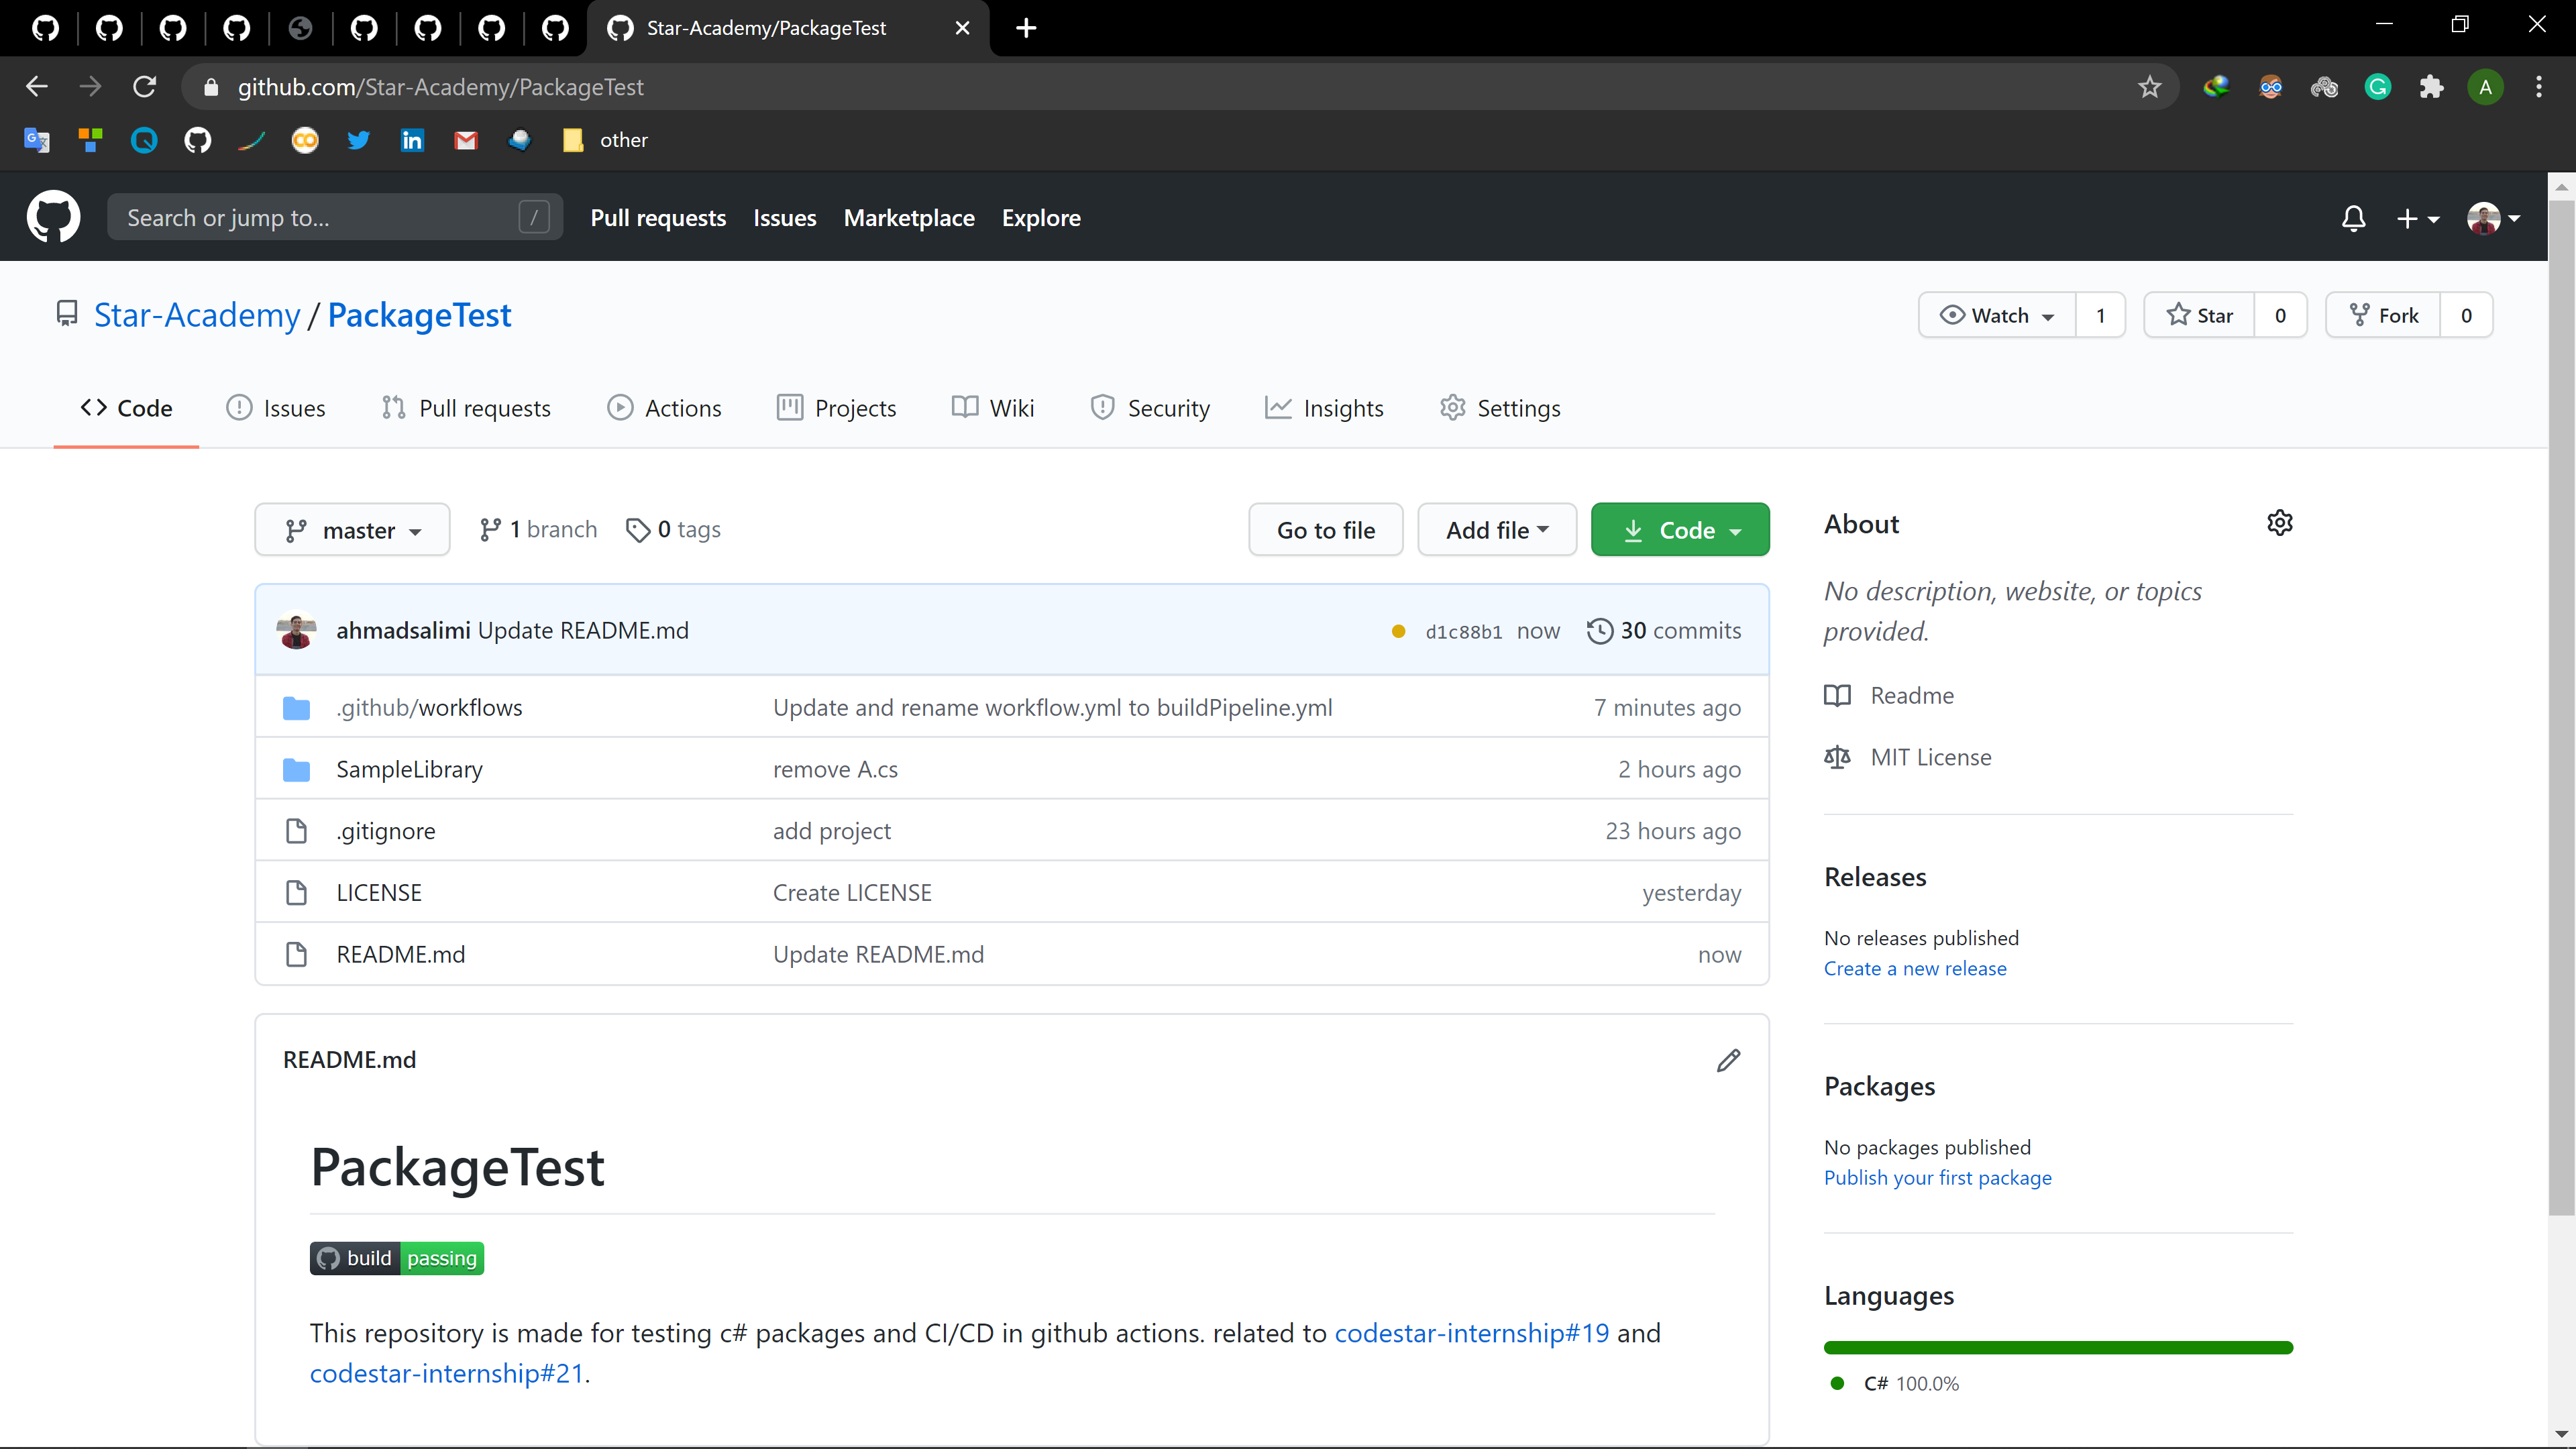 Star-Academy/PackageTest
github.com/Star-Academy/PackageTest
A
other
Search or jump to... /
Pull requests Issues Marketplace Explore
Star-Academy / PackageTest
Watch 1 Star 0 Fork 0
Code Issues Pull requests Actions Projects Wiki Security Insights Settings
master 1 branch 0 tags Go to file Add file Code
ahmadsalimi Update README.md d1c88b1 now 30 commits
.github/workflows Update and rename workflow.yml to buildPipeline.yml 7 minutes ago
SampleLibrary remove A.cs 2 hours ago
.gitignore add project 23 hours ago
LICENSE Create LICENSE yesterday
README.md Update README.md now
README.md
PackageTest
build passing
This repository is made for testing c# packages and CI/CD in github actions. related to codestar-internship#19 and
codestar-internship#21.
About
No description, website, or topics
provided.
Readme
MIT License
Releases
No releases published
Create a new release
Packages
No packages published
Publish your first package
Languages
C# 100.0%